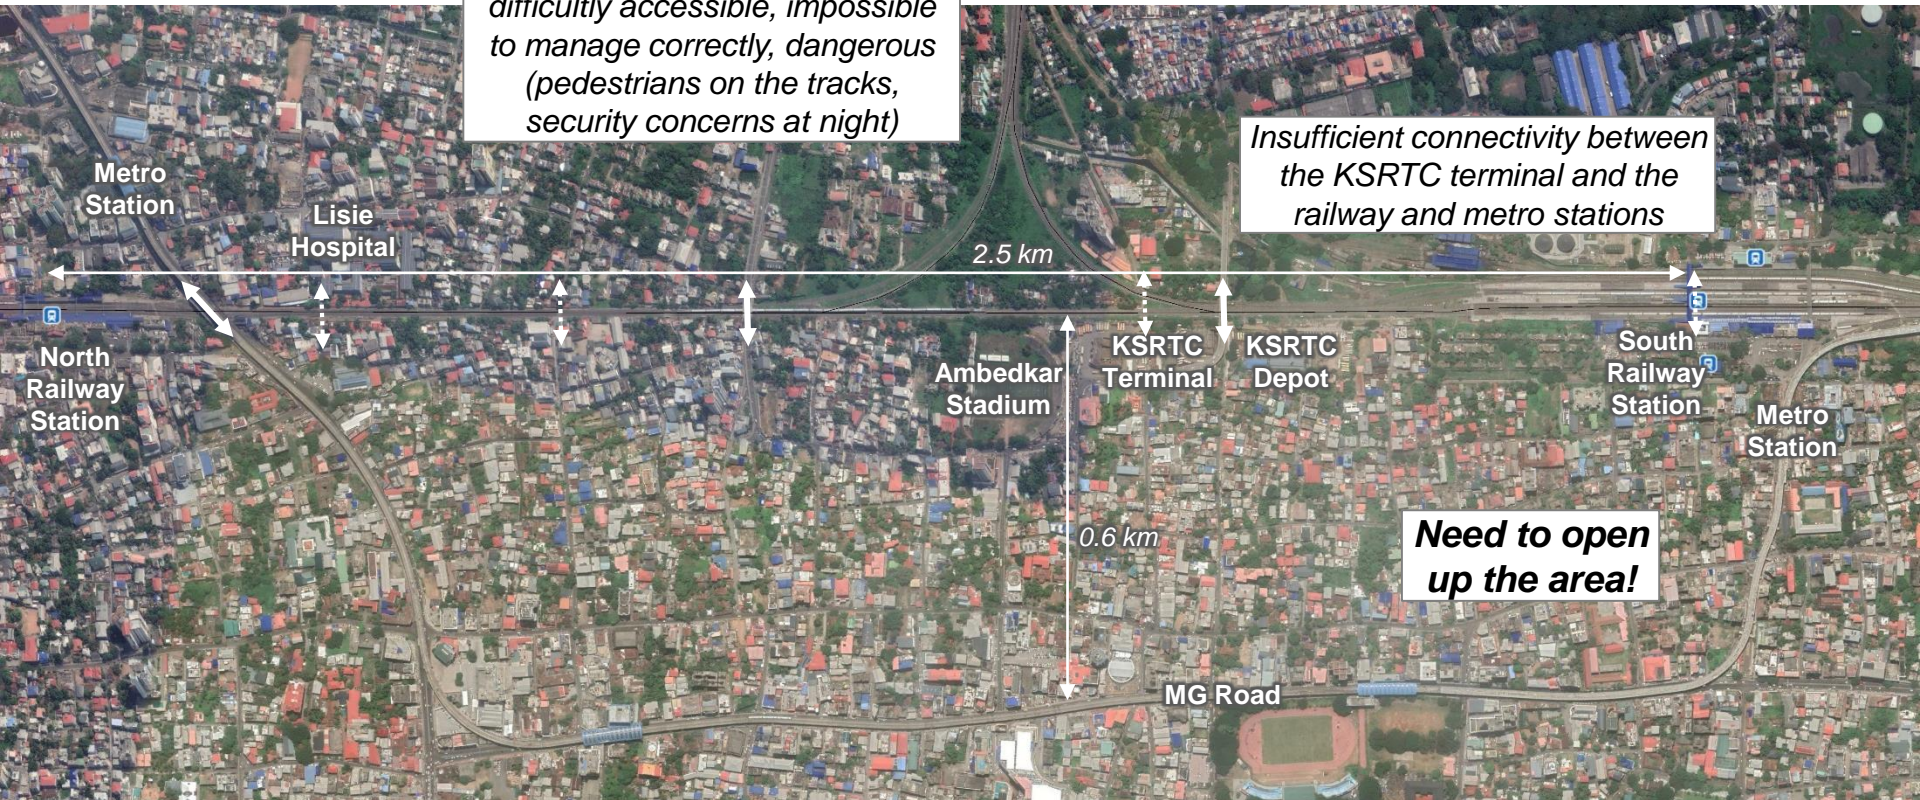 difficultly accessible, impossible
to manage correctly, dangerous
(pedestrians on the tracks,
security concerns at night)
Insufficient connectivity between
the KSRTC terminal and the
railway and metro stations
Metro
Station
Lisie
Hospital
2.5 km
North
Railway
Station
Ambedkar
Stadium
KSRTC
Terminal
KSRTC
Depot
South
Railway
Station
Metro
Station
0.6 km
Need to open
up the area!
MG Road